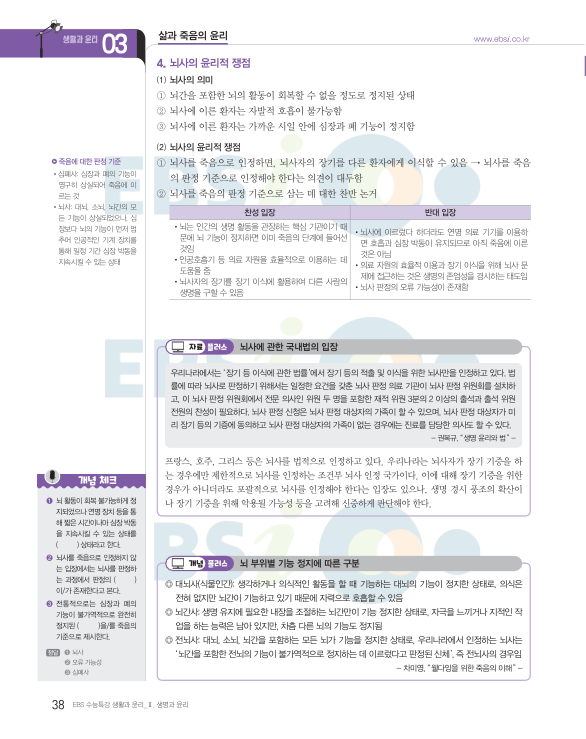 생활과 윤리 03
삶과 죽음의 윤리
www.ebsi.co.kr
4. 뇌사의 윤리적 쟁점
(1) 뇌사의 의미
① 뇌간을 포함한 뇌의 활동이 회복할 수 없을 정도로 정지된 상태
② 뇌사에 이른 환자는 자발적 호흡이 불가능함
③ 뇌사에 이른 환자는 가까운 시일 안에 심장과 폐 기능이 정지함
(2) 뇌사의 윤리적 쟁점
① 뇌사를 죽음으로 인정하면, 뇌사자의 장기를 다른 환자에게 이식할 수 있음 → 뇌사를 죽음
의 판정 기준으로 인정해야 한다는 의견이 대두함
② 뇌사를 죽음의 판정 기준으로 삼는 데 대한 찬반 논거
죽음에 대한 판정 기준
• 심폐사: 심장과 폐의 기능이
영구히 상실되어 죽음에 이
르는 것
• 뇌사: 대뇌, 소뇌, 뇌간의 모
든 기능이 상실되었으나, 심
장보다 뇌의 기능이 먼저 멈
추어 인공적인 기계 장치를
통해 일정 기간 심장 박동을
지속시킬 수 있는 상태
찬성 입장
• 뇌는 인간의 생명 활동을 관장하는 핵심 기관이기 때
문에 뇌 기능이 정지하면 이미 죽음의 단계에 들어선
것임
• 인공호흡기 등 의료 자원을 효율적으로 이용하는 데
도움을 줌
• 뇌사자의 장기를 장기 이식에 활용하여 다른 사람의
생명을 구할 수 있음
반대 입장
• 뇌사에 이르렀다 하더라도 연명 의료 기기를 이용하
면 호흡과 심장 박동이 유지되므로 아직 죽음에 이른
것은 아님
• 의료 자원의 효율적 이용과 장기 이식을 위해 뇌사 문
제에 접근하는 것은 생명의 존엄성을 경시하는 태도임
• 뇌사 판정의 오류 가능성이 존재함
자료 플러스 뇌사에 관한 국내법의 입장
우리나라에서는 '장기 등 이식에 관한 법률'에서 장기 등의 적출 및 이식을 위한 뇌사만을 인정하고 있다. 법
률에 따라 뇌사로 판정하기 위해서는 일정한 요건을 갖춘 뇌사 판정 의료 기관이 뇌사 판정 위원회를 설치하
고, 이 뇌사 판정 위원회에서 전문 의사인 위원 두 명을 포함한 재적 위원 3분의 2 이상의 출석과 출석 위원
전원의 찬성이 필요하다. 뇌사 판정 신청은 뇌사 판정 대상자의 가족이 할 수 있으며, 뇌사 판정 대상자가 미
리 장기 등의 기증에 동의하고 뇌사 판정 대상자의 가족이 없는 경우에는 진료를 담당한 의사도 할 수 있다.
– 권복규, "생명 윤리와 법" –
프랑스, 호주, 그리스 등은 뇌사를 법적으로 인정하고 있다. 우리나라는 뇌사자가 장기 기증을 하
는 경우에만 제한적으로 뇌사를 인정하는 조건부 뇌사 인정 국가이다. 이에 대해 장기 기증을 위한
경우가 아니더라도 포괄적으로 뇌사를 인정해야 한다는 입장도 있으나, 생명 경시 풍조의 확산이
나 장기 기증을 위해 악용될 가능성 등을 고려해 신중하게 판단해야 한다.
개념 체크
❶ 뇌 활동이 회복 불가능하게 정
지되었으나 연명 장치 등을 통
해 짧은 시간이나마 심장 박동
을 지속시킬 수 있는 상태를
( ) 상태라고 한다.
❷ 뇌사를 죽음으로 인정하지 않
는 입장에서는 뇌사를 판정하
는 과정에서 판정의 ( )
이/가 존재한다고 본다.
❸ 전통적으로는 심장과 폐의
기능이 불가역적으로 완전히
정지된 ( )을/를 죽음의
기준으로 제시한다.
정답
❶ 뇌사
❷ 오류 가능성
❸ 심폐사
개념 플러스 뇌 부위별 기능 정지에 따른 구분
◎ 대뇌사(식물인간): 생각하거나 의식적인 활동을 할 때 기능하는 대뇌의 기능이 정지한 상태로, 의식은
전혀 없지만 뇌간이 기능하고 있기 때문에 자력으로 호흡할 수 있음
◎ 뇌간사: 생명 유지에 필요한 내장을 조절하는 뇌간만이 기능 정지한 상태로, 자극을 느끼거나 지적인 작
업을 하는 능력은 남아 있지만, 차츰 다른 뇌의 기능도 정지됨
◎ 전뇌사: 대뇌, 소뇌, 뇌간을 포함하는 모든 뇌가 기능을 정지한 상태로, 우리나라에서 인정하는 뇌사는
'뇌간을 포함한 전뇌의 기능이 불가역적으로 정지하는 데 이르렀다고 판정된 신체', 즉 전뇌사의 경우임
– 차미영, "웰다잉을 위한 죽음의 이해" –
38 EBS 수능특강 생활과 윤리_ Ⅱ. 생명과 윤리